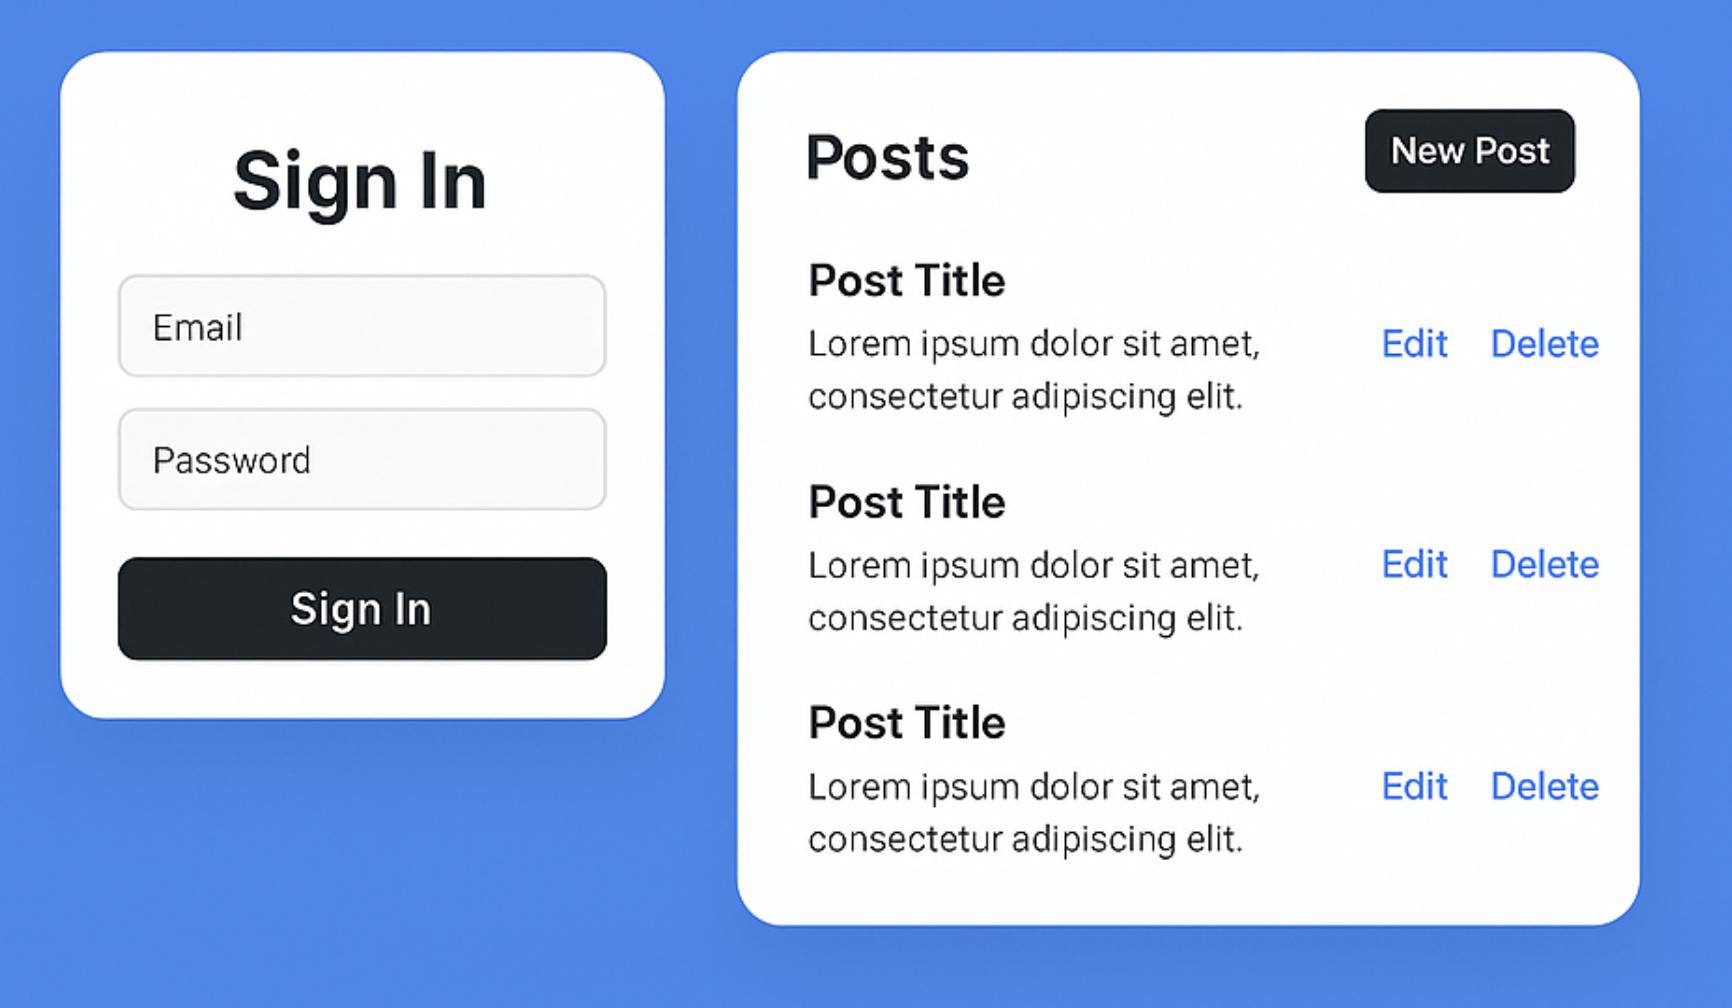 Sign In
Email
Password
Sign In
Posts
New Post
Post Title
Lorem ipsum dolor sit amet,
consectetur adipiscing elit.
Edit Delete
Post Title
Lorem ipsum dolor sit amet,
consectetur adipiscing elit.
Edit Delete
Post Title
Lorem ipsum dolor sit amet,
consectetur adipiscing elit.
Edit Delete